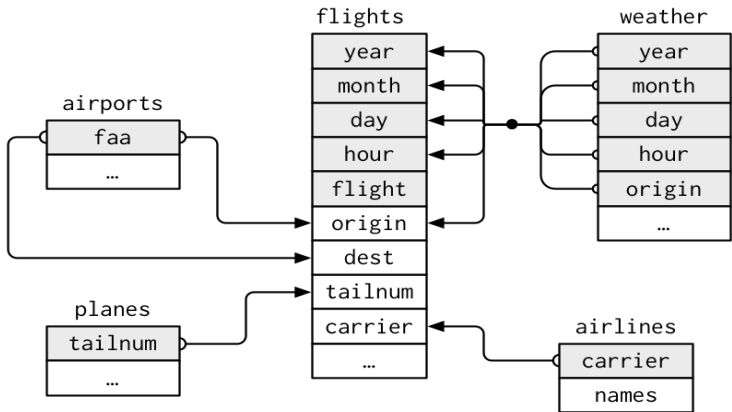 flights
year
month
day
hour
flight
origin
dest
tailnum
carrier
…
weather
year
month
day
hour
origin
…
airports
faa
…
planes
tailnum
…
airlines
carrier
names